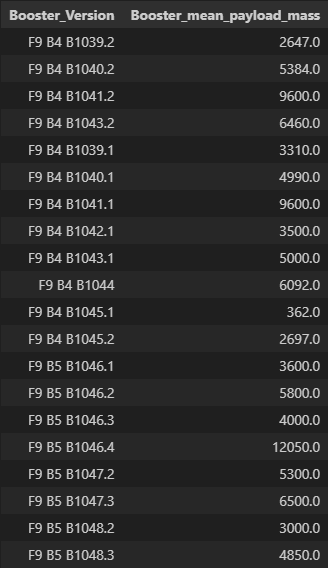 Booster_Version Booster_mean_payload_mass
F9 B4 B1039.2 2647.0
F9 B4 B1040.2 5384.0
F9 B4 B1041.2 9600.0
F9 B4 B1043.2 6460.0
F9 B4 B1039.1 3310.0
F9 B4 B1040.1 4990.0
F9 B4 B1041.1 9600.0
F9 B4 B1042.1 3500.0
F9 B4 B1043.1 5000.0
F9 B4 B1044 6092.0
F9 B4 B1045.1 362.0
F9 B4 B1045.2 2697.0
F9 B5 B1046.1 3600.0
F9 B5 B1046.2 5800.0
F9 B5 B1046.3 4000.0
F9 B5 B1046.4 12050.0
F9 B5 B1047.2 5300.0
F9 B5 B1047.3 6500.0
F9 B5 B1048.2 3000.0
F9 B5 B1048.3 4850.0